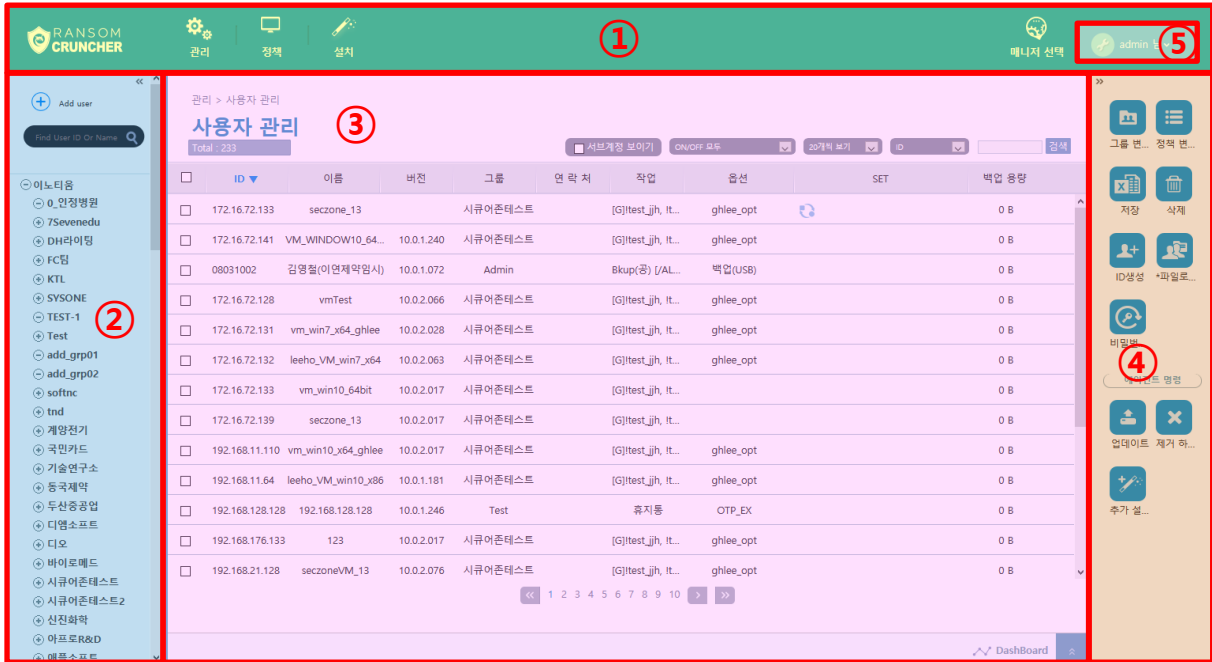 RANSOM
CRUNCHER
관리
정책
설치
①
매니저 선택
admin 님
⑤
«
Add user
Find User ID Or Name
이노티움
0_인정병원
7Sevenedu
DH라이팅
FC팀
KTL
SYSONE
TEST-1
②
Test
add_grp01
add_grp02
softnc
tnd
계양전기
국민카드
기술연구소
동국제약
두산중공업
디엠소프트
디오
바이로메드
시큐어존테스트
시큐어존테스트2
신진화학
아프로R&D
애플소프트
관리 > 사용자 관리
사용자 관리
③
Total : 233
서브계정 보이기 ON/OFF 모두 20개씩 보기 ID 검색
ID ▼ 이름 버전 그룹 연 락 처 작업 옵션 SET 백업 용량
172.16.72.133 seczone_13 시큐어존테스트 [G]!test_jjh, !t... ghlee_opt 0 B
172.16.72.141 VM_WINDOW10_64... 10.0.1.240 시큐어존테스트 [G]!test_jjh, !t... ghlee_opt 0 B
08031002 김영철(이연제약임시) 10.0.1.072 Admin Bkup(공) [/AL... 백업(USB) 0 B
172.16.72.128 vmTest 10.0.2.066 시큐어존테스트 [G]!test_jjh, !t... ghlee_opt 0 B
172.16.72.131 vm_win7_x64_ghlee 10.0.2.028 시큐어존테스트 [G]!test_jjh, !t... ghlee_opt 0 B
172.16.72.132 leeho_VM_win7_x64 10.0.2.063 시큐어존테스트 [G]!test_jjh, !t... ghlee_opt 0 B
172.16.72.133 vm_win10_64bit 10.0.2.017 시큐어존테스트 [G]!test_jjh, !t... ghlee_opt 0 B
172.16.72.139 seczone_13 10.0.2.017 시큐어존테스트 [G]!test_jjh, !t... ghlee_opt 0 B
192.168.11.110 vm_win10_x64_ghlee 10.0.2.017 시큐어존테스트 [G]!test_jjh, !t... ghlee_opt 0 B
192.168.11.64 leeho_VM_win10_x86 10.0.1.181 시큐어존테스트 [G]!test_jjh, !t... ghlee_opt 0 B
192.168.128.128 192.168.128.128 10.0.1.246 Test 휴지통 OTP_EX 0 B
192.168.176.133 123 10.0.2.017 시큐어존테스트 [G]!test_jjh, !t... ghlee_opt 0 B
192.168.21.128 seczoneVM_13 10.0.2.076 시큐어존테스트 [G]!test_jjh, !t... ghlee_opt 0 B
« 1 2 3 4 5 6 7 8 9 10 > »
DashBoard
»
그룹 변... 정책 변...
저장 삭제
ID생성 *파일로...
비밀번
④
명령
업데이트 제거 하...
추가 설...